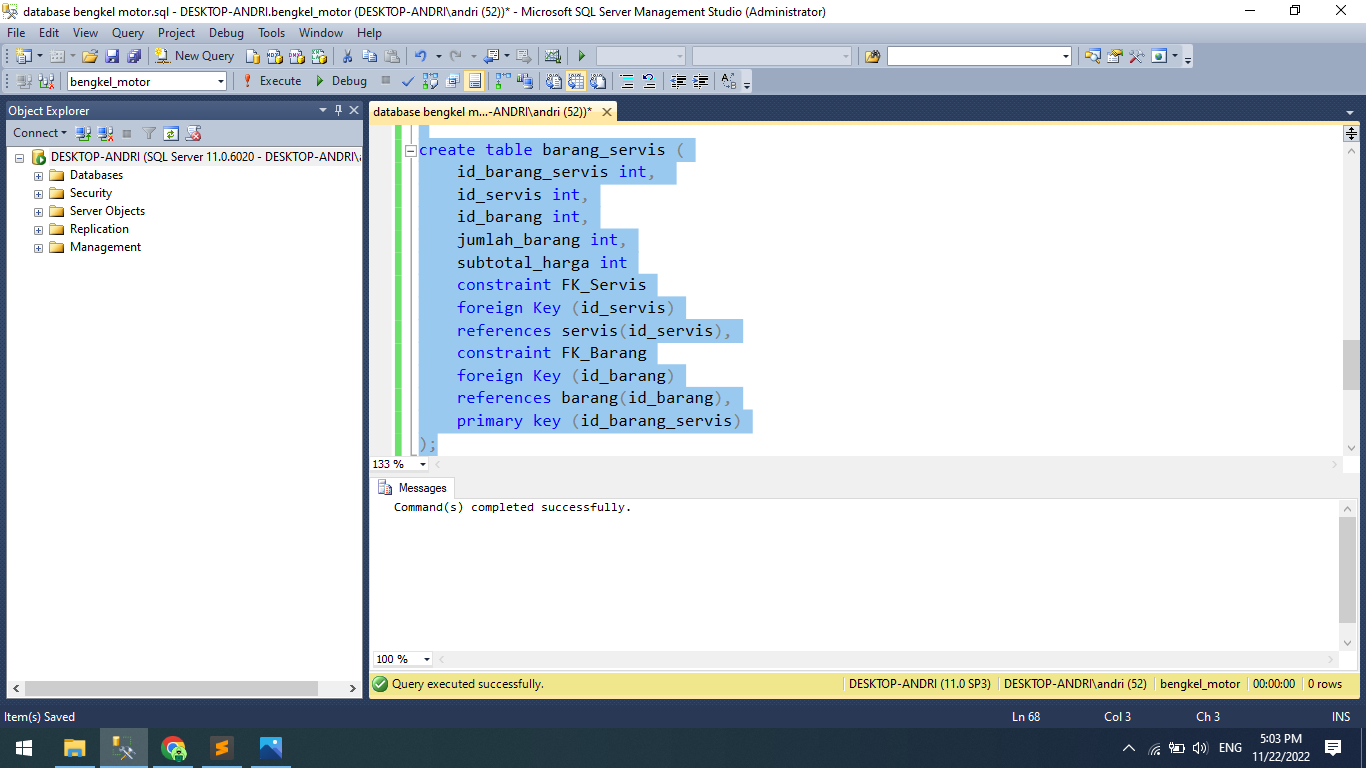 database bengkel motor.sql - DESKTOP-ANDRI.bengkel_motor (DESKTOP-ANDRI\andri (52))* - Microsoft SQL Server Management Studio (Administrator)
File Edit View Query Project Debug Tools Window Help
New Query
bengkel_motor
Execute
Debug
Object Explorer
Connect
DESKTOP-ANDRI (SQL Server 11.0.6020 - DESKTOP-ANDRI\
Databases
Security
Server Objects
Replication
Management
database bengkel m...-ANDRI\andri (52))*
create table barang_servis (
id_barang_servis int,
id_servis int,
id_barang int,
jumlah_barang int,
subtotal_harga int
constraint FK_Servis
foreign Key (id_servis)
references servis(id_servis),
constraint FK_Barang
foreign Key (id_barang)
references barang(id_barang),
primary key (id_barang_servis)
);
133 %
Messages
Command(s) completed successfully.
100 %
Query executed successfully.
DESKTOP-ANDRI (11.0 SP3)
DESKTOP-ANDRI\andri (52)
bengkel_motor
00:00:00
0 rows
Item(s) Saved
Ln 68
Col 3
Ch 3
INS
ENG
5:03 PM
11/22/2022